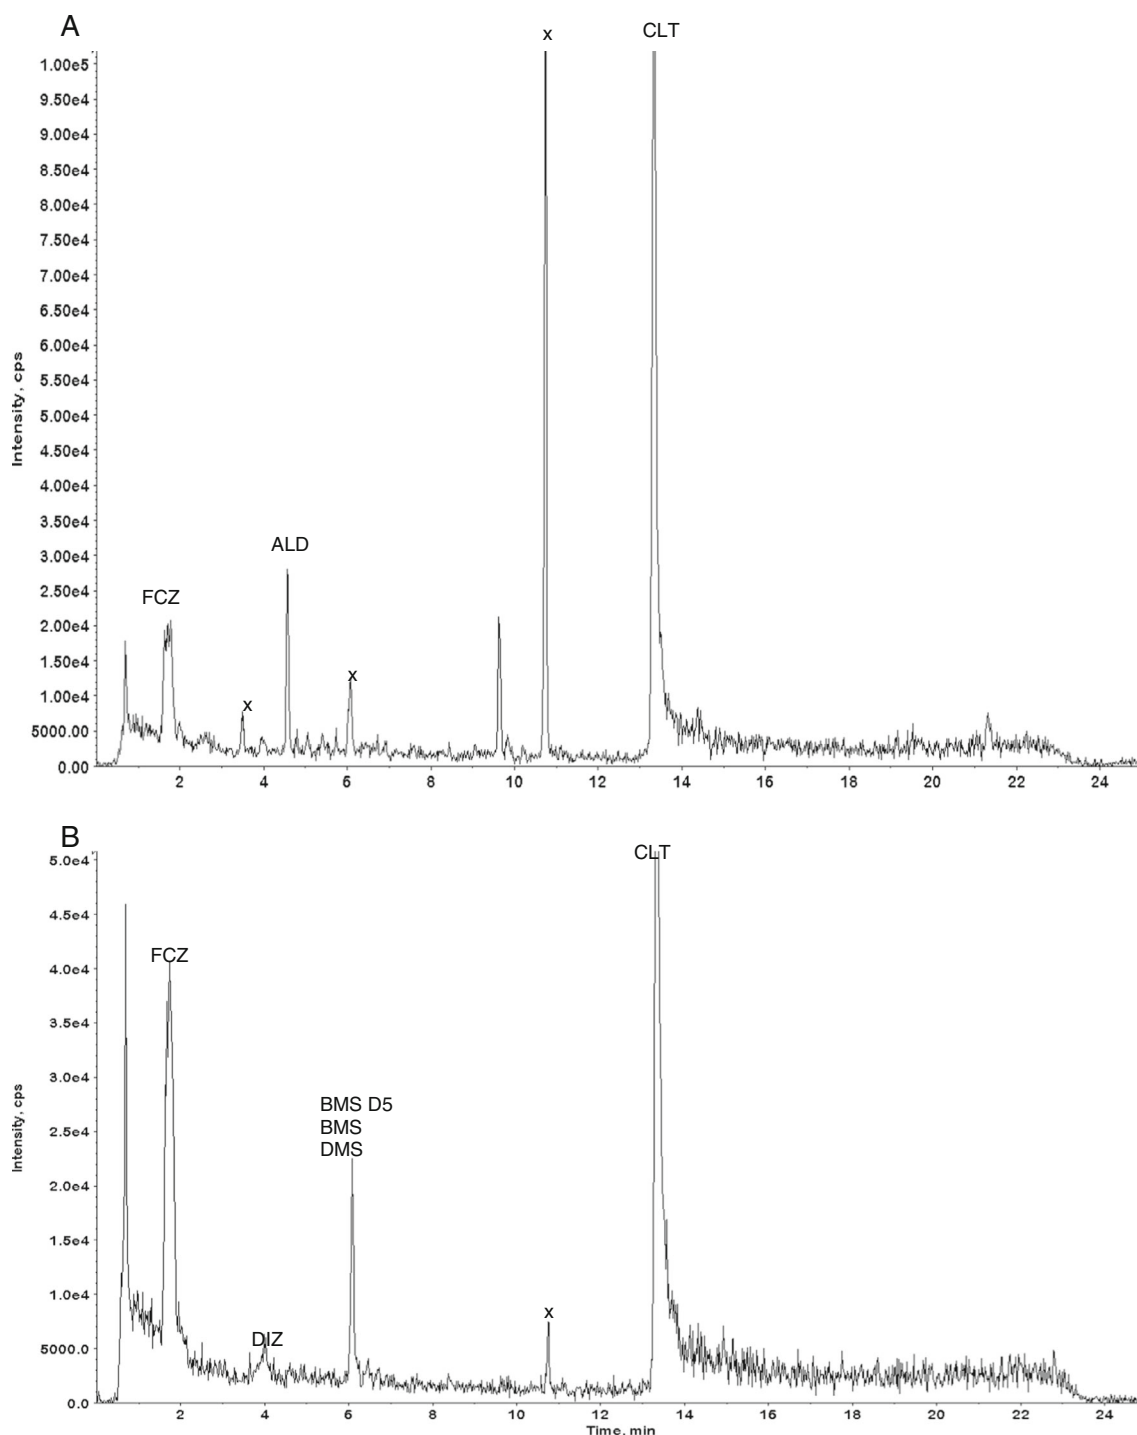 A
x
CLT
1.00e5
9.50e4
9.00e4
8.50e4
8.00e4
7.50e4
7.00e4
6.50e4
6.00e4
5.50e4
5.00e4
4.50e4
4.00e4
3.50e4
3.00e4
2.50e4
2.00e4
1.50e4
1.00e4
5000.00
0.00
Intensity, cps
ALD
FCZ
x
x
2 4 6 8 10 12 14 16 18 20 22 24
B
CLT
5.0e4
4.5e4
4.0e4
3.5e4
3.0e4
2.5e4
2.0e4
1.5e4
1.0e4
5000.0
0.0
Intensity, cps
FCZ
BMS D5
BMS
DMS
DIZ
x
2 4 6 8 10 12 14 16 18 20 22 24
Time, min